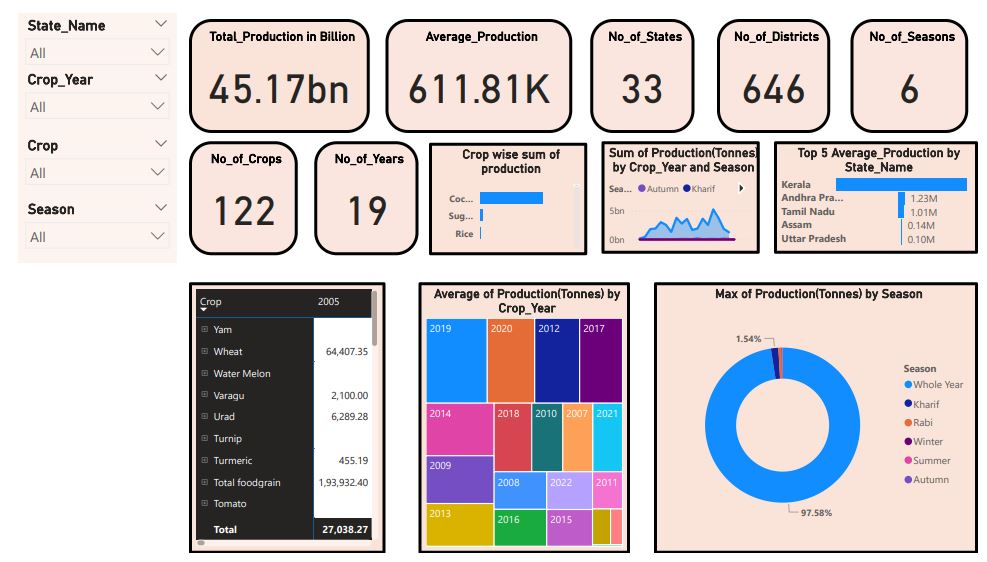 State_Name
All
Crop_Year
All
Crop
All
Season
All
Total_Production in Billion
45.17bn
Average_Production
611.81K
No_of_States
33
No_of_Districts
646
No_of_Seasons
6
No_of_Crops
122
No_of_Years
19
Crop wise sum of
production
Coc...
Sug...
Rice
Sum of Production(Tonnes)
by Crop_Year and Season
Sea... Autumn Kharif
5bn
0bn
Top 5 Average_Production by
State_Name
Kerala
Andhra Pra... 1.23M
Tamil Nadu 1.01M
Assam 0.14M
Uttar Pradesh 0.10M
Crop 2005
Yam
Wheat 64,407.35
Water Melon
Varagu 2,100.00
Urad 6,289.28
Turnip
Turmeric 455.19
Total foodgrain 1,93,932.40
Tomato
Total 27,038.27
Average of Production(Tonnes) by
Crop_Year
2019 2020 2012 2017
2014 2018 2010 2007 2021
2009
2008 2022 2011
2013
2016 2015
Max of Production(Tonnes) by Season
1.54%
97.58%
Season
Whole Year
Kharif
Rabi
Winter
Summer
Autumn